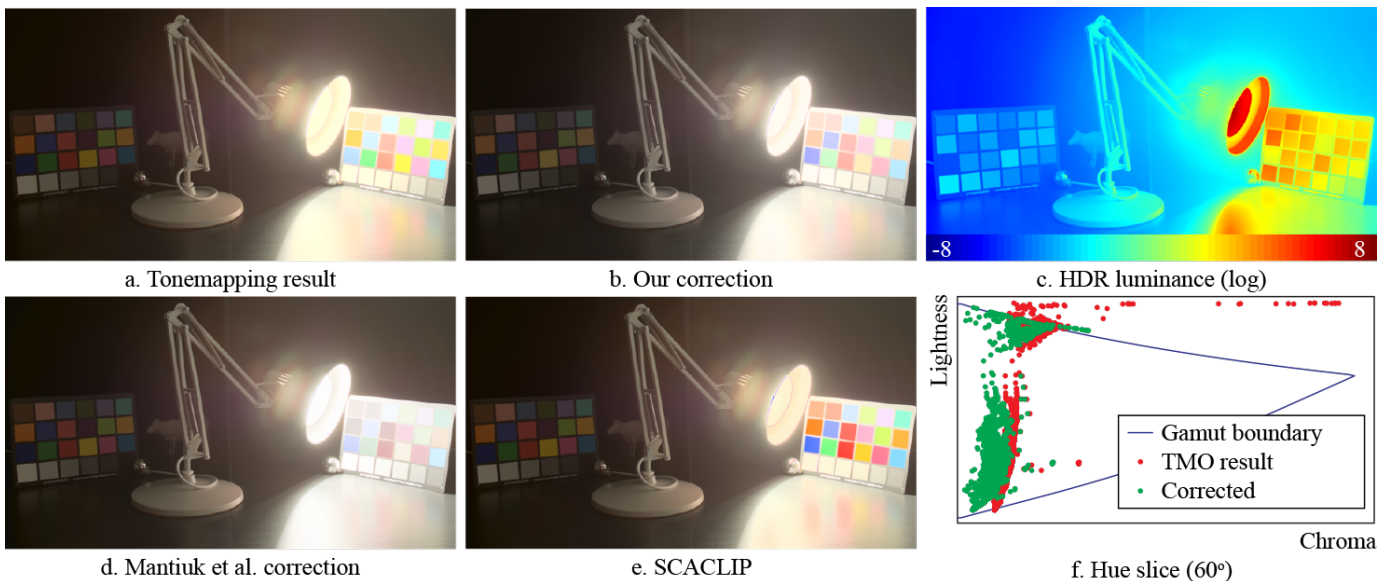 a. Tonemapping result
b. Our correction
-8
8
c. HDR luminance (log)
d. Mantiuk et al. correction
e. SCACLIP
Lightness
Gamut boundary
TMO result
Corrected
Chroma
f. Hue slice (60º)